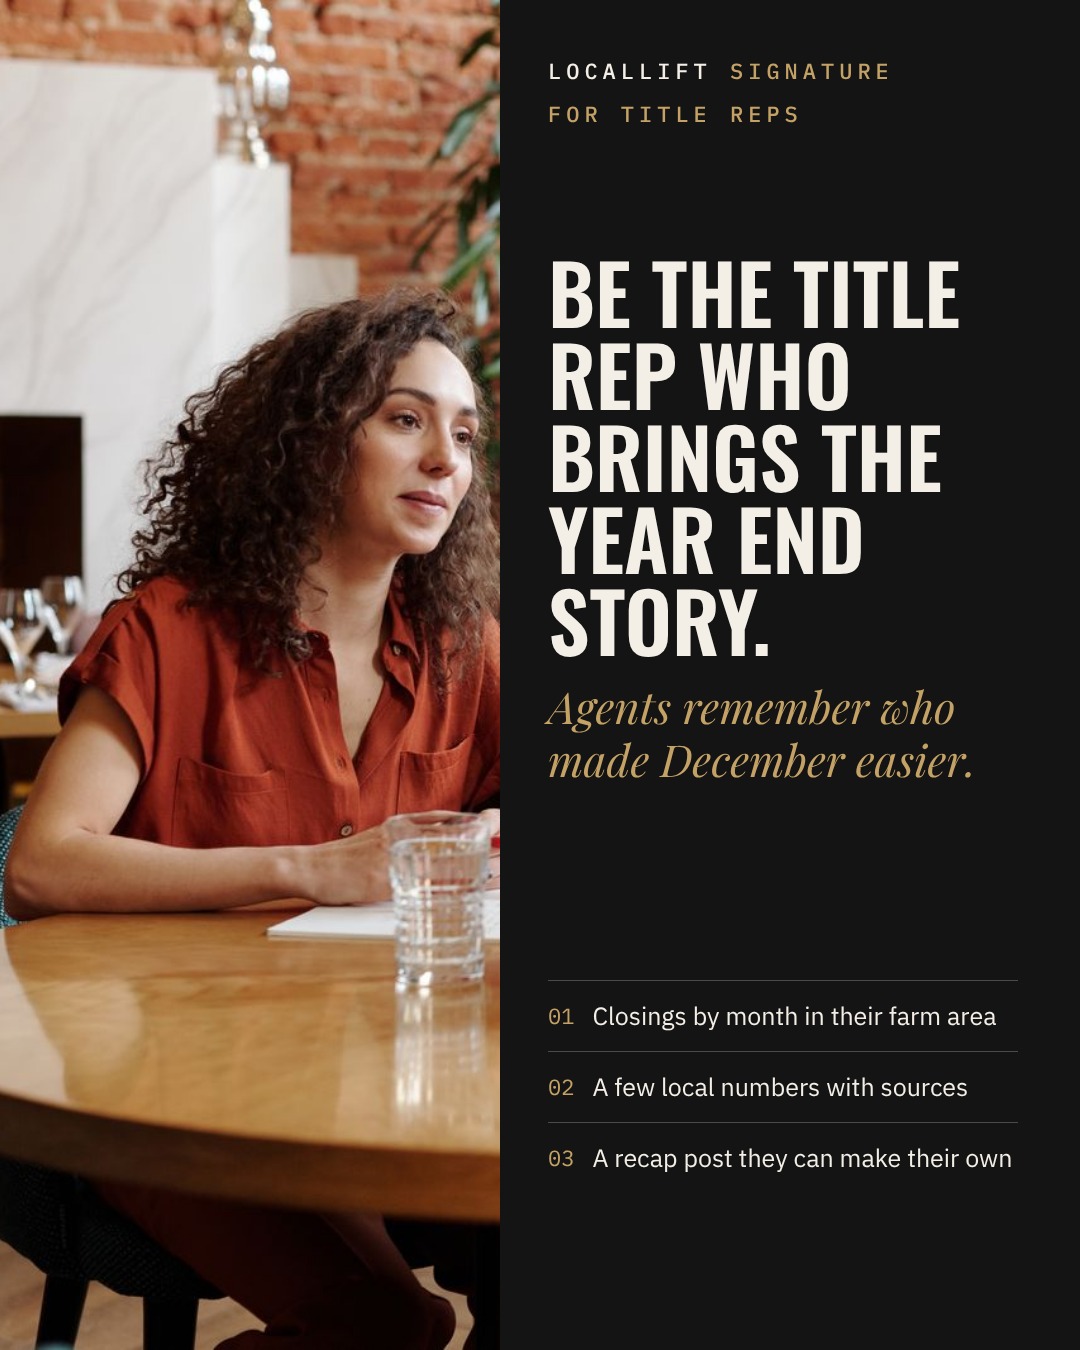 LOCALLIFT SIGNATURE
FOR TITLE REPS
BE THE TITLE
REP WHO
BRINGS THE
YEAR END
STORY.
Agents remember who
made December easier.
01 Closings by month in their farm area
02 A few local numbers with sources
03 A recap post they can make their own